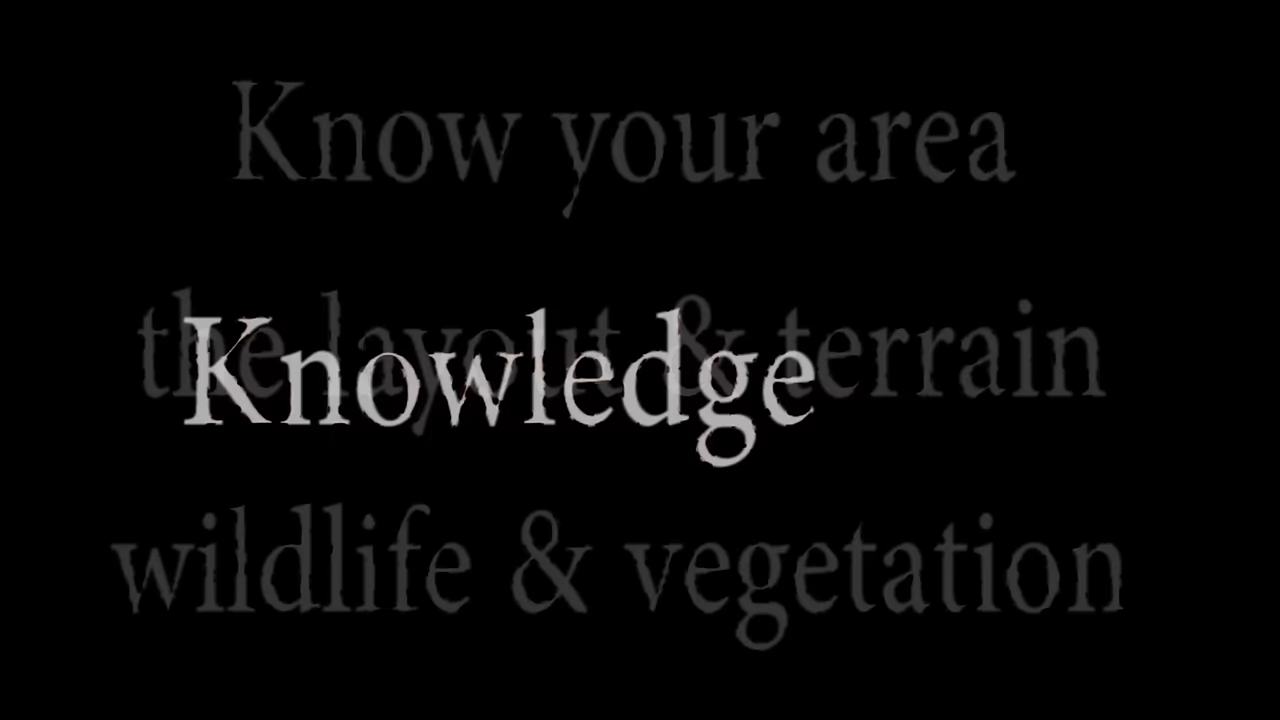 Know your area
the layout & terrain
Knowledge
wildlife & vegetation